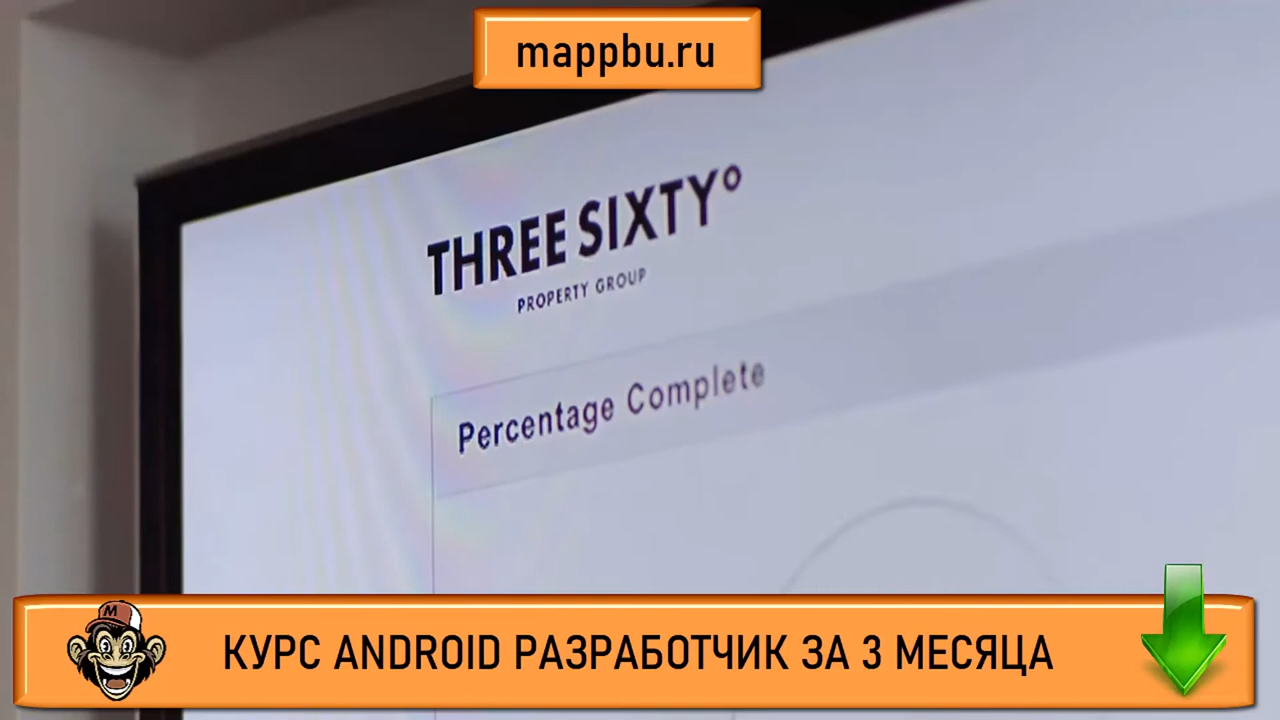 mappbu.ru
THREE SIXTY°
PROPERTY GROUP
Percentage Complete
M
КУРС ANDROID РАЗРАБОТЧИК ЗА 3 МЕСЯЦА